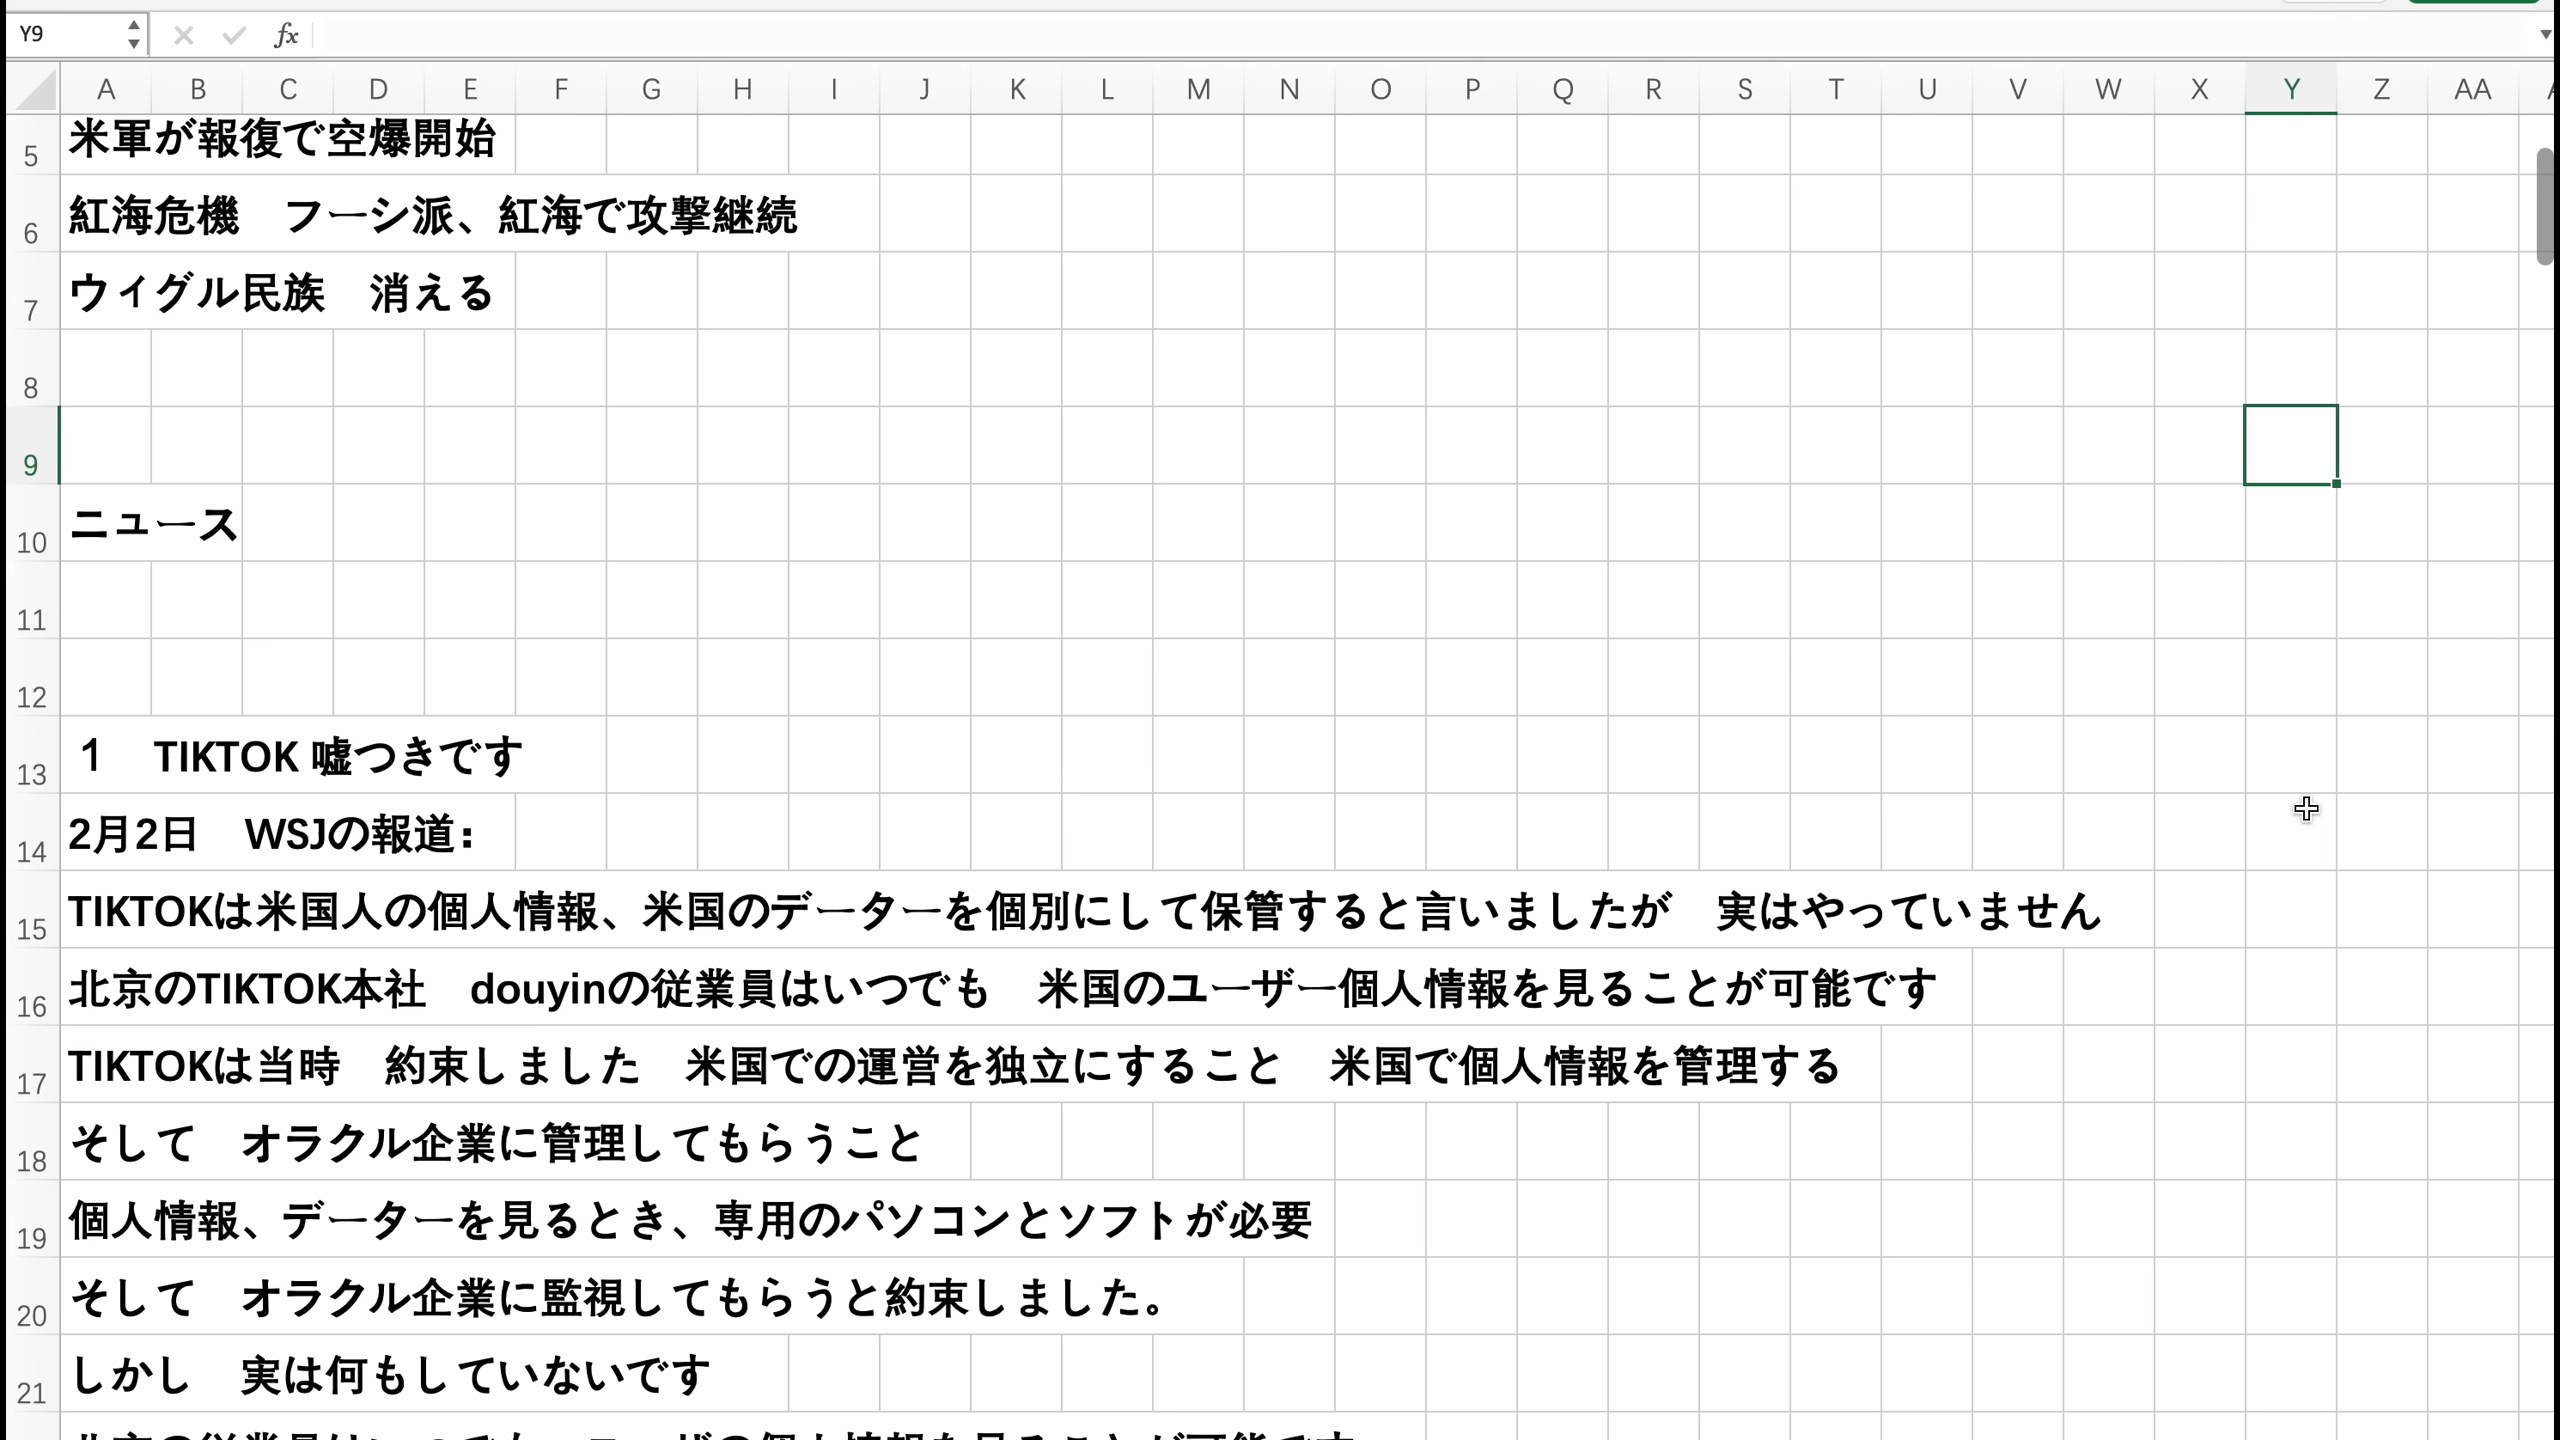 Y9
fx
A B C D E F G H I J K L M N O P Q R S T U V W X Y Z AA
5 米軍が報復で空爆開始
6 紅海危機　フーシ派、紅海で攻撃継続
7 ウィグル民族　消える
8
9
10 ニュース
11
12
13 1　TIKTOK 嘘つきです
14 2月2日　WSJの報道：
15 TIKTOKは米国人の個人情報、米国のデーターを個別にして保管すると言いましたが　実はやっていません
16 北京のTIKTOK本社　douyinの従業員はいつでも　米国のユーザー個人情報を見ることが可能です
17 TIKTOKは当時　約束しました　米国での運営を独立にすること　米国で個人情報を管理する
18 そして　オラクル企業に管理してもらうこと
19 個人情報、データーを見るとき、専用のパソコンとソフトが必要
20 そして　オラクル企業に監視してもらうと約束しました。
21 しかし　実は何もしていないです